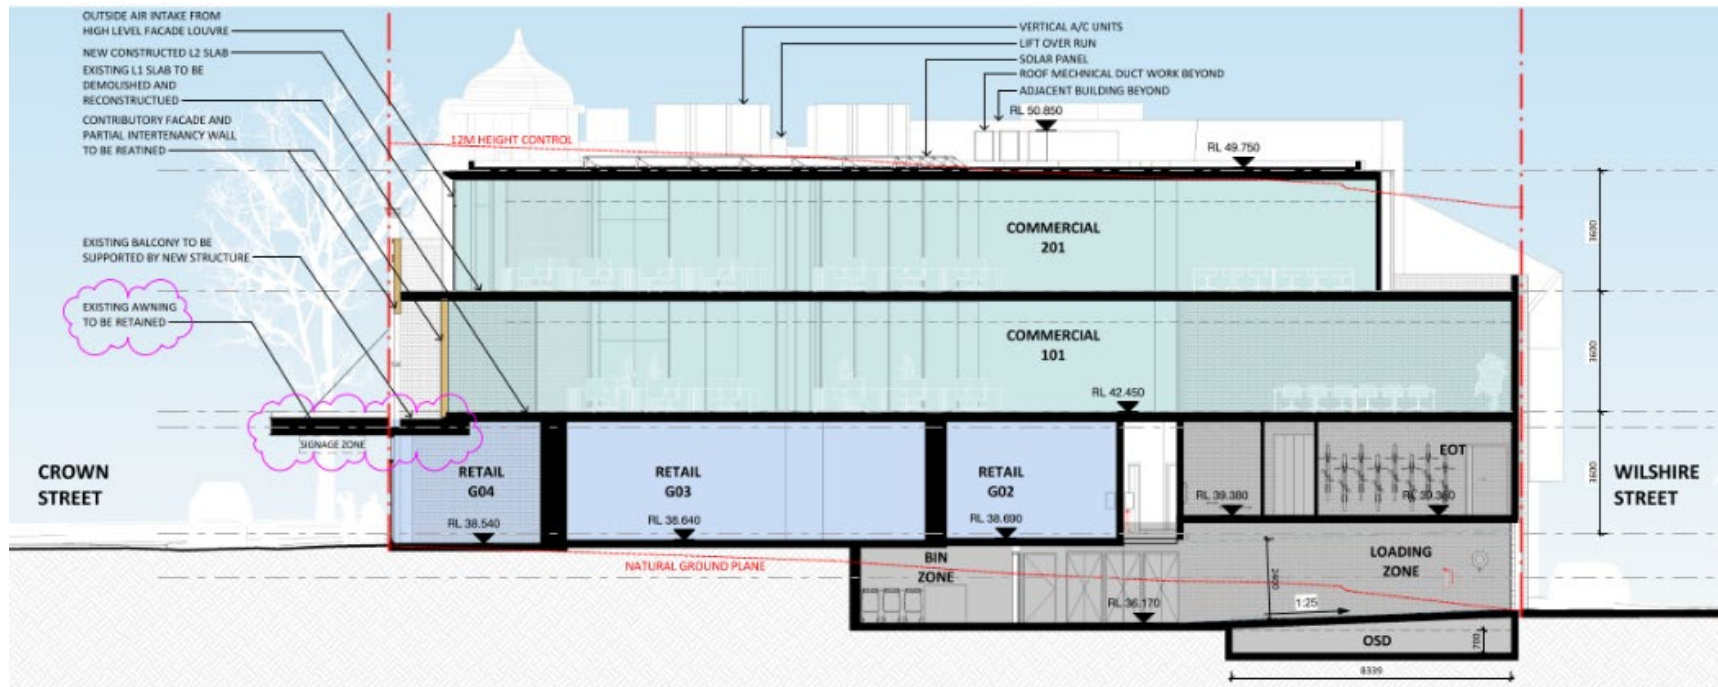 OUTSIDE AIR INTAKE FROM
HIGH LEVEL FACADE LOUVRE
NEW CONSTRUCTED L2 SLAB
EXISTING L1 SLAB TO BE
DEMOLISHED AND
RECONSTRUCTUED
CONTRIBUTORY FACADE AND
PARTIAL INTERTENANCY WALL
TO BE REATINED
EXISTING BALCONY TO BE
SUPPORTED BY NEW STRUCTURE
EXISTING AWNING
TO BE RETAINED
VERTICAL A/C UNITS
LIFT OVER RUN
SOLAR PANEL
ROOF MECHNICAL DUCT WORK BEYOND
ADJACENT BUILDING BEYOND
RL 50.850
12M HEIGHT CONTROL
RL 49.750
COMMERCIAL
201
3600
COMMERCIAL
101
3600
RL 42.450
SIGNAGE ZONE
CROWN
STREET
RETAIL
G04
RL 38.540
RETAIL
G03
RL 38.640
RETAIL
G02
RL 38.690
EOT
RL 39.380
RL 39.380
3600
WILSHIRE
STREET
NATURAL GROUND PLANE
BIN
ZONE
RL 36.170
2400
LOADING
ZONE
1:25
OSD
700
8339